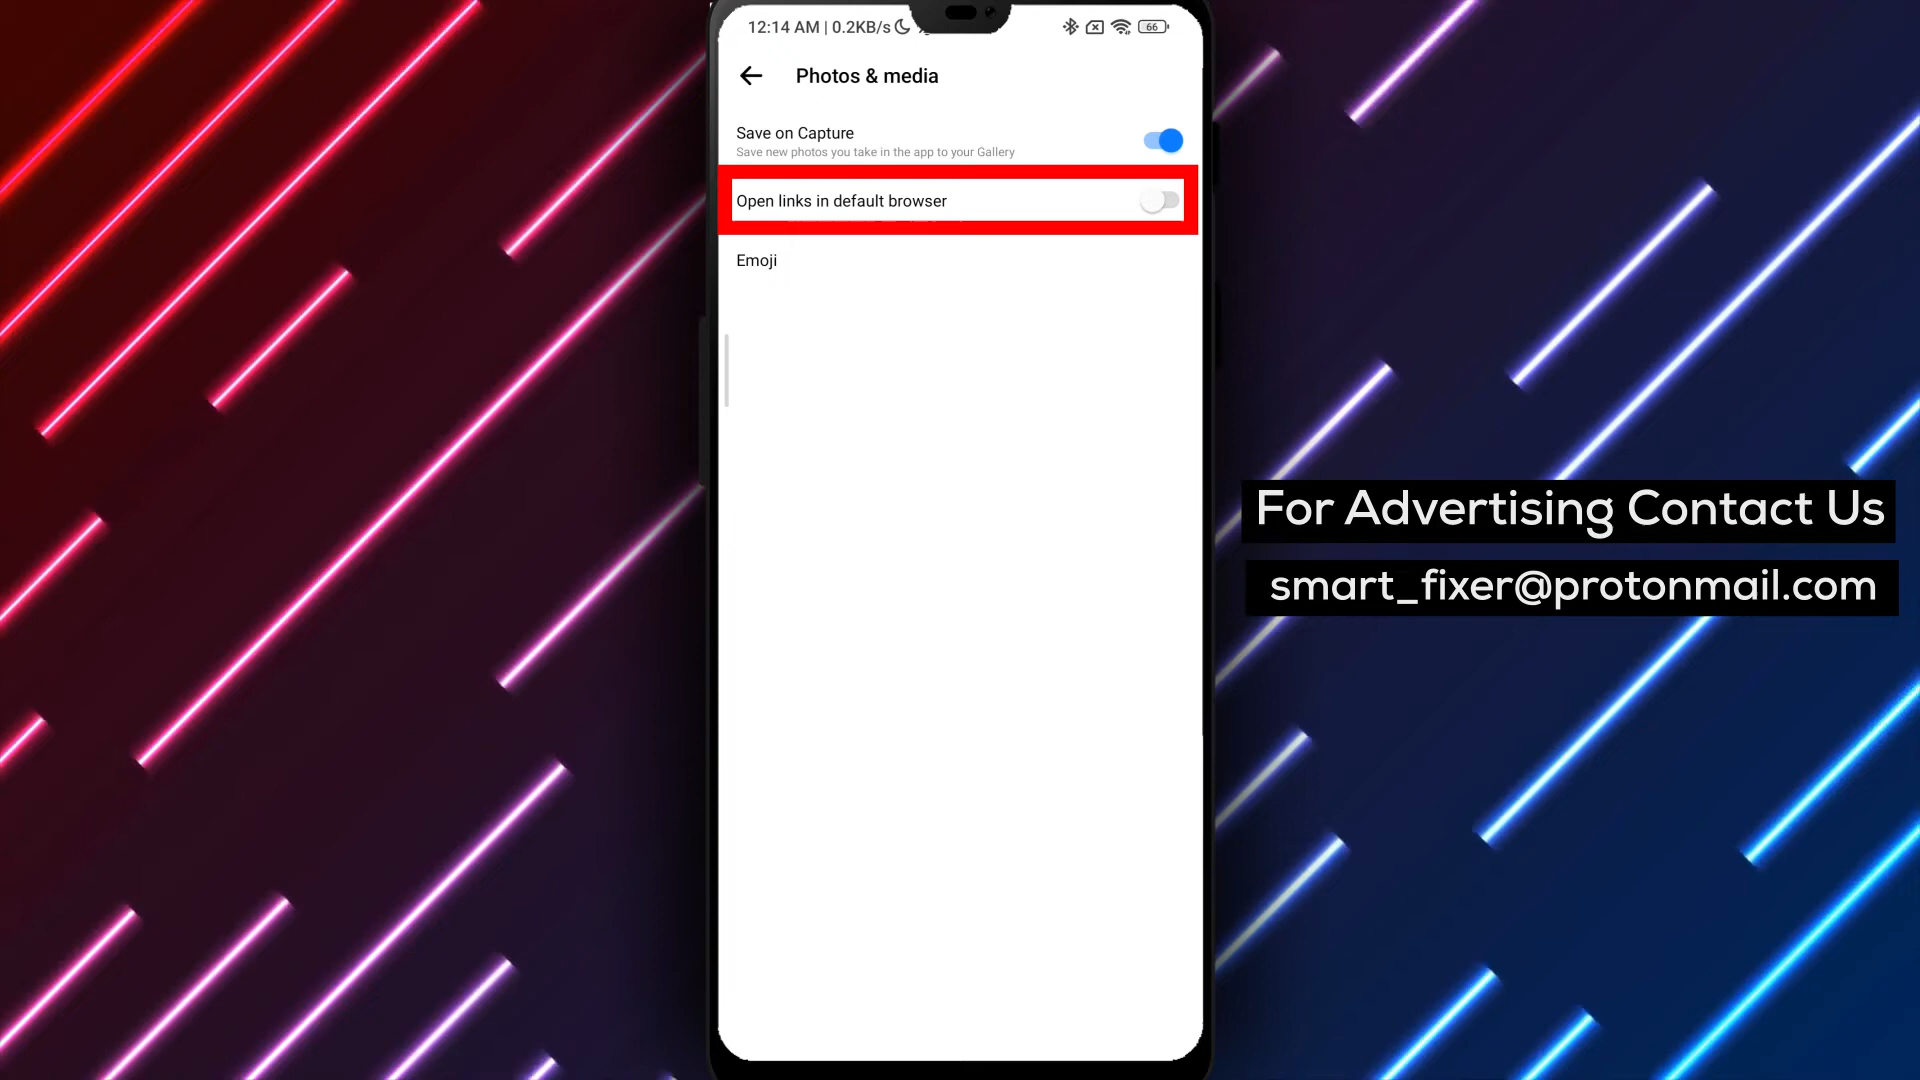 12:14 AM | 0.2KB/s
66
Photos & media
Save on Capture
Save new photos you take in the app to your Gallery
Open links in default browser
Emoji
For Advertising Contact Us
smart_fixer@protonmail.com